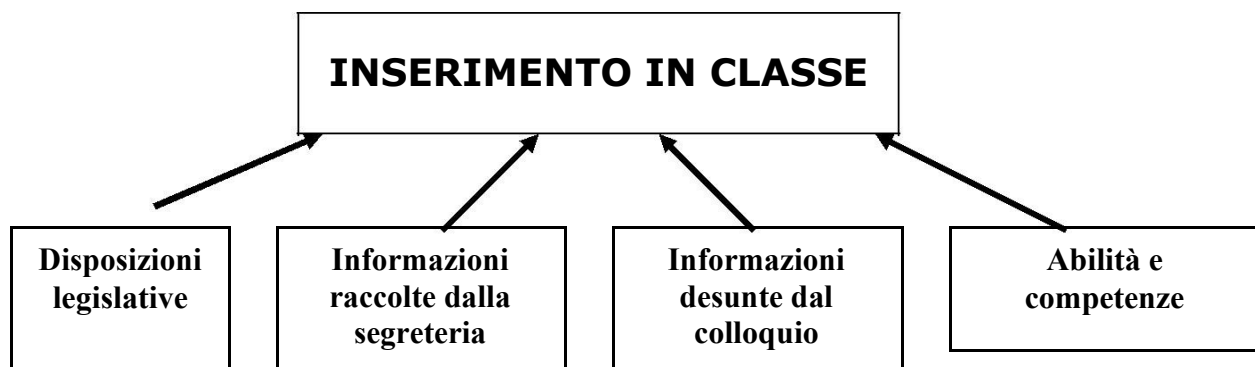 INSERIMENTO IN CLASSE
Disposizioni
legislative
Informazioni
raccolte dalla
segreteria
Informazioni
desunte dal
colloquio
Abilità e
competenze